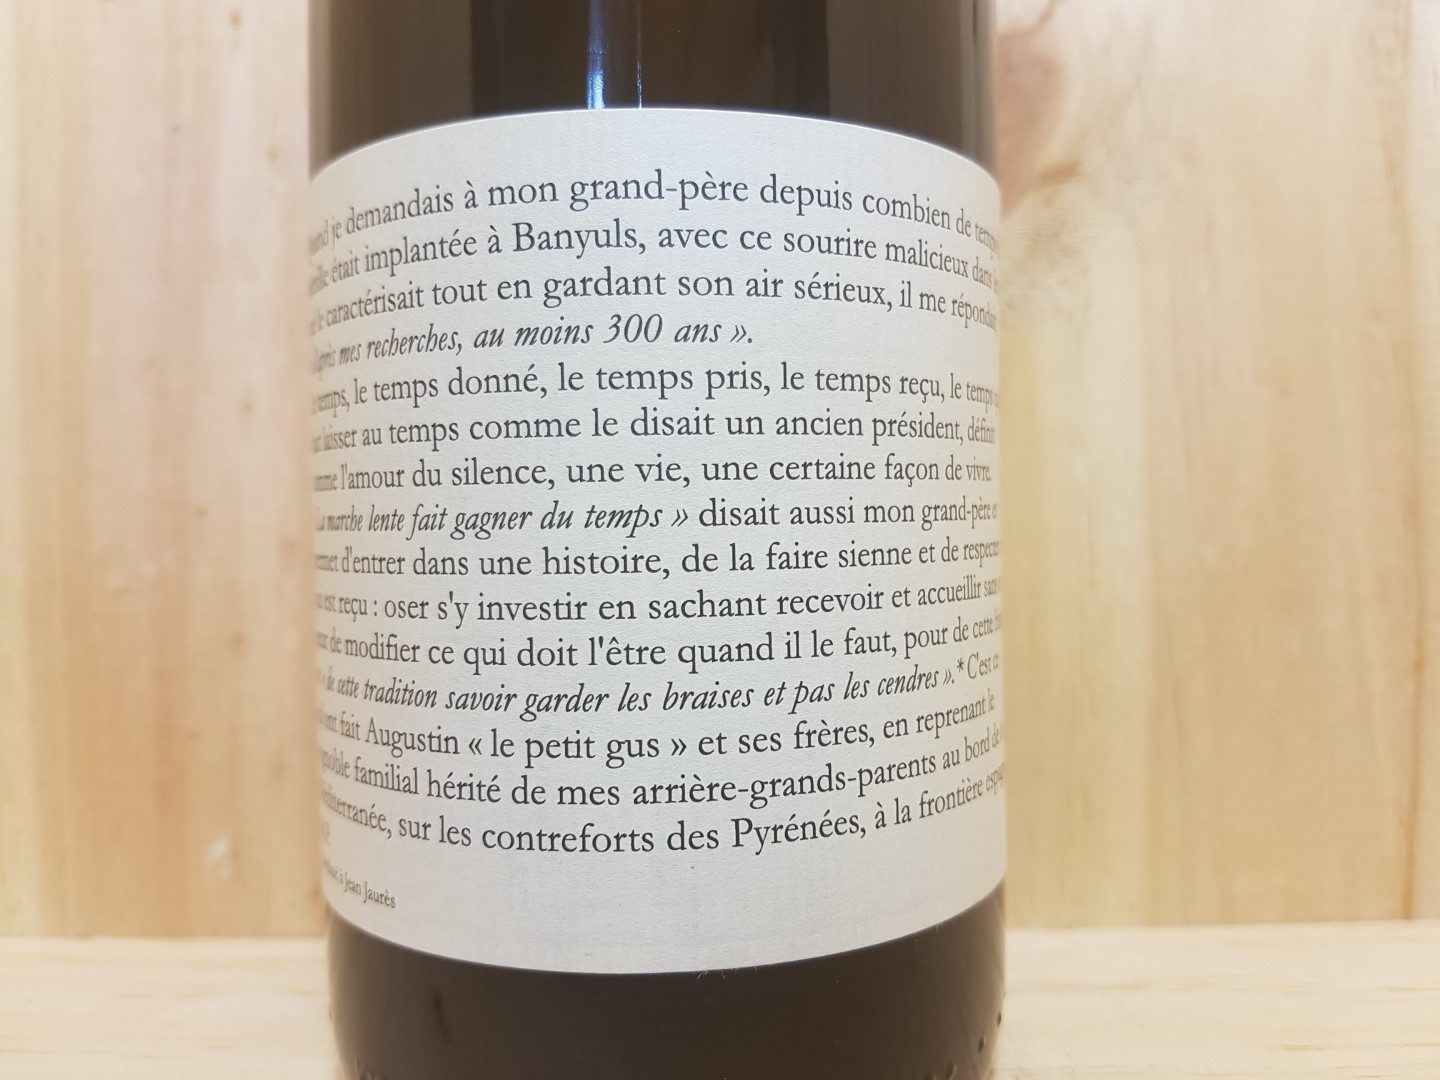 je demandais à mon grand-père depuis combien de temps
était implantée à Banyuls, avec ce sourire malicieux dans
le caractérisait tout en gardant son air sérieux, il me répondait
après mes recherches, au moins 300 ans ».
temps, le temps donné, le temps pris, le temps reçu, le temps
laisser au temps comme le disait un ancien président, définit
l'amour du silence, une vie, une certaine façon de vivre.
marche lente fait gagner du temps » disait aussi mon grand-père et
d'entrer dans une histoire, de la faire sienne et de respecter
est reçu : oser s'y investir en sachant recevoir et accueillir sans
de modifier ce qui doit l'être quand il le faut, pour de cette
« de cette tradition savoir garder les braises et pas les cendres ».* C'est ce
fait Augustin « le petit gus » et ses frères, en reprenant le
familial hérité de mes arrière-grands-parents au bord de
sur les contreforts des Pyrénées, à la frontière
à Jean Jaurès